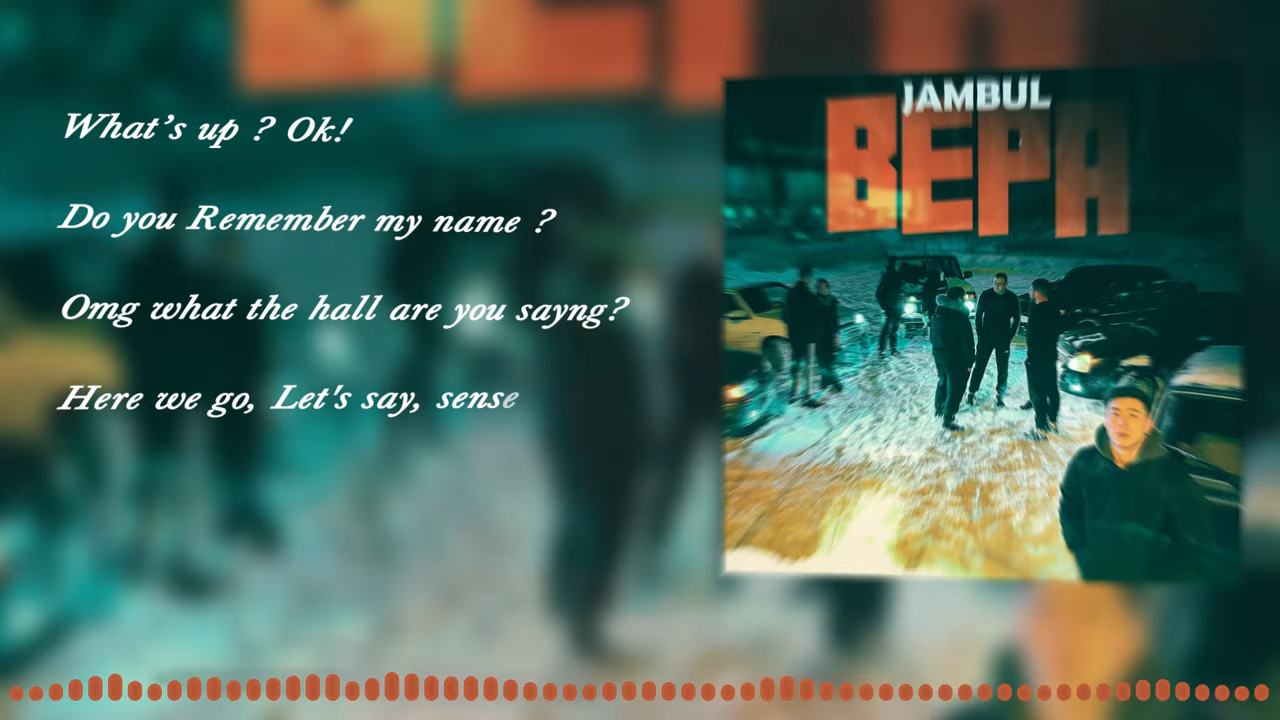 What's up ? Ok!
Do you Remember my name ?
Omg what the hall are you sayng?
Here we go, Let's say, sense
JAMBUL
ВЕРА